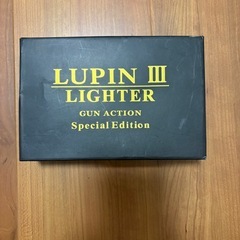 LUPIN III
LIGHTER
GUN ACTION
Special Edition